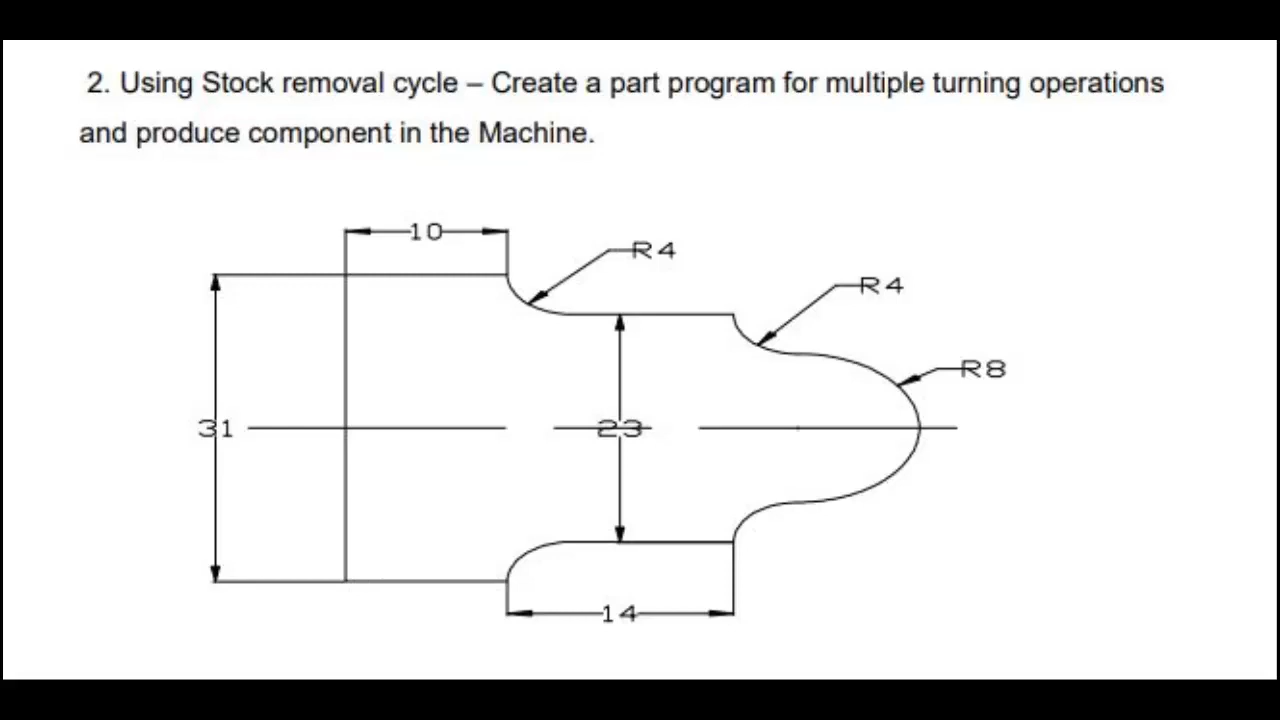 2. Using Stock removal cycle – Create a part program for multiple turning operations
and produce component in the Machine.
10
R4
R4
R8
31
23
14